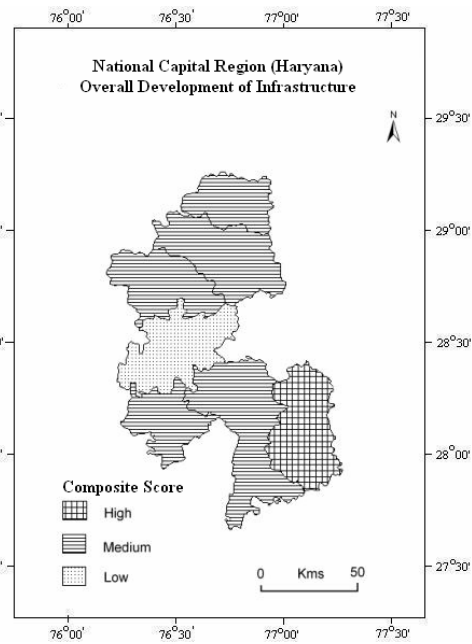 76°00' 76°30' 77°00' 77°30'
National Capital Region (Haryana)
Overall Development of Infrastructure
N
29°30'
29°00'
28°30'
28°00'
27°30'
Composite Score
High
Medium
Low
0 Kms 50
76°00' 76°30' 77°00' 77°30'